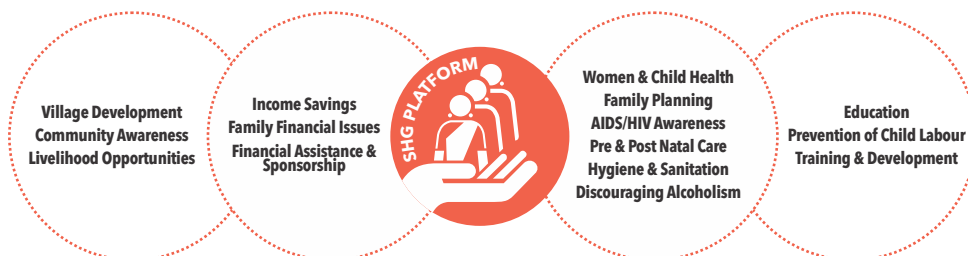 Village Development
Community Awareness
Livelihood Opportunities
Income Savings
Family Financial Issues
Financial Assistance &
Sponsorship
SHG PLATFORM
Women & Child Health
Family Planning
AIDS/HIV Awareness
Pre & Post Natal Care
Hygiene & Sanitation
Discouraging Alcoholism
Education
Prevention of Child Labour
Training & Development